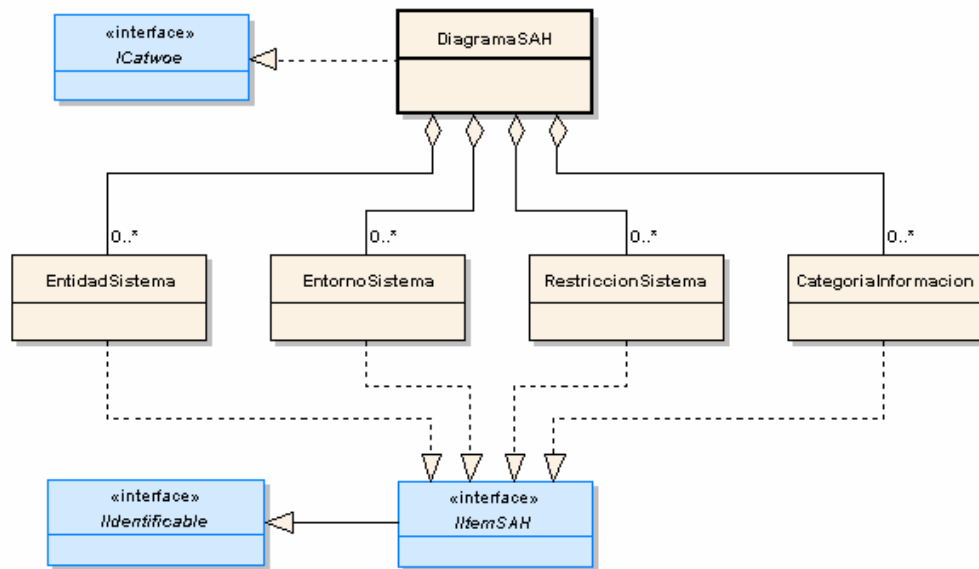 «interface»
ICatwoe
DiagramaSAH
0..*
0..*
0..*
0..*
EntidadSistema
EntornoSistema
RestriccionSistema
CategoriaInformacion
«interface»
IIdentificable
«interface»
IItemSAH